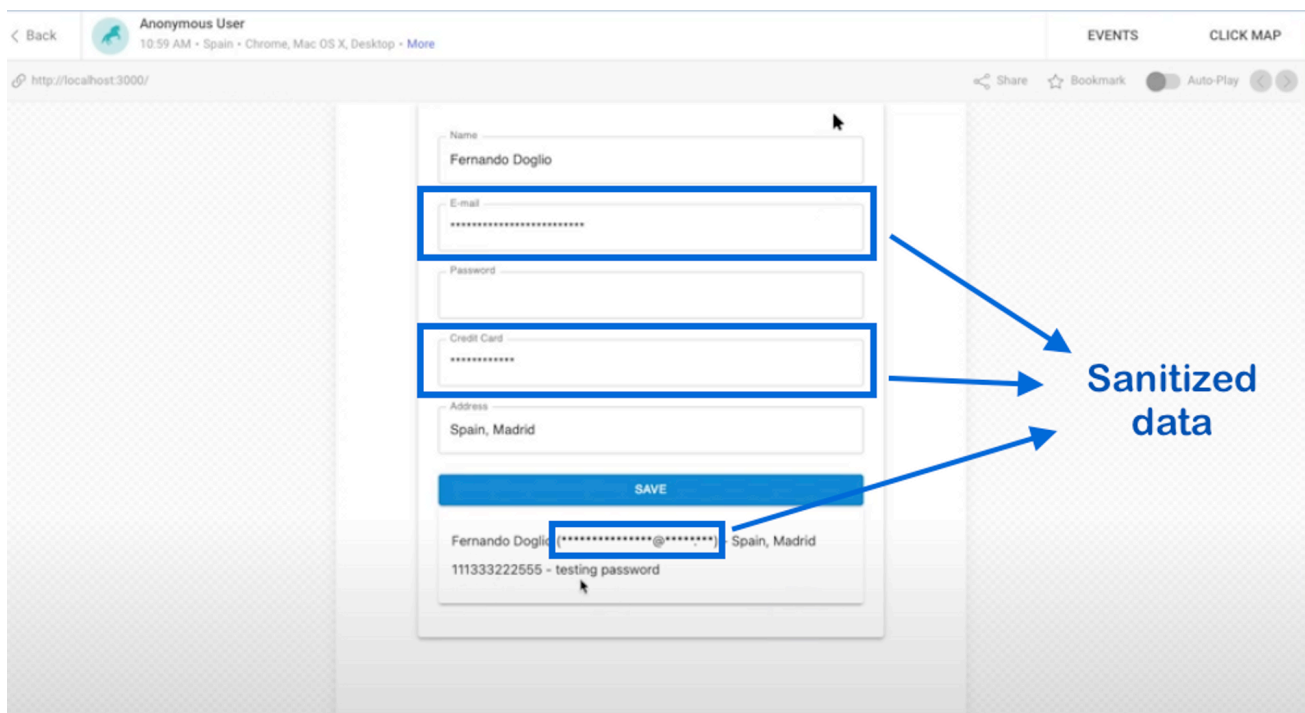 Back
Anonymous User
10:59 AM • Spain • Chrome, Mac OS X, Desktop • More
EVENTS
CLICK MAP
http://localhost:3000/
Share
Bookmark
Auto-Play
Name
Fernando Doglio
E-mail
*************************
Password
Credit Card
************
Address
Spain, Madrid
SAVE
Sanitized
data
Fernando Doglio (***************@*****.***) - Spain, Madrid
111333222555 - testing password